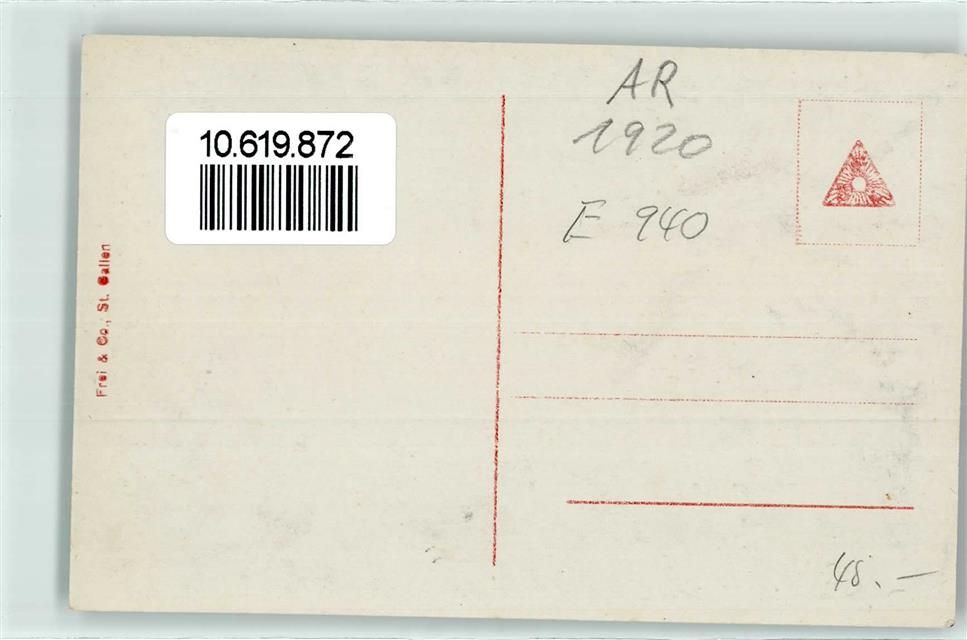 10.619.872
AR
1920
E 940
Frei & Co., St. Gallen
48.-